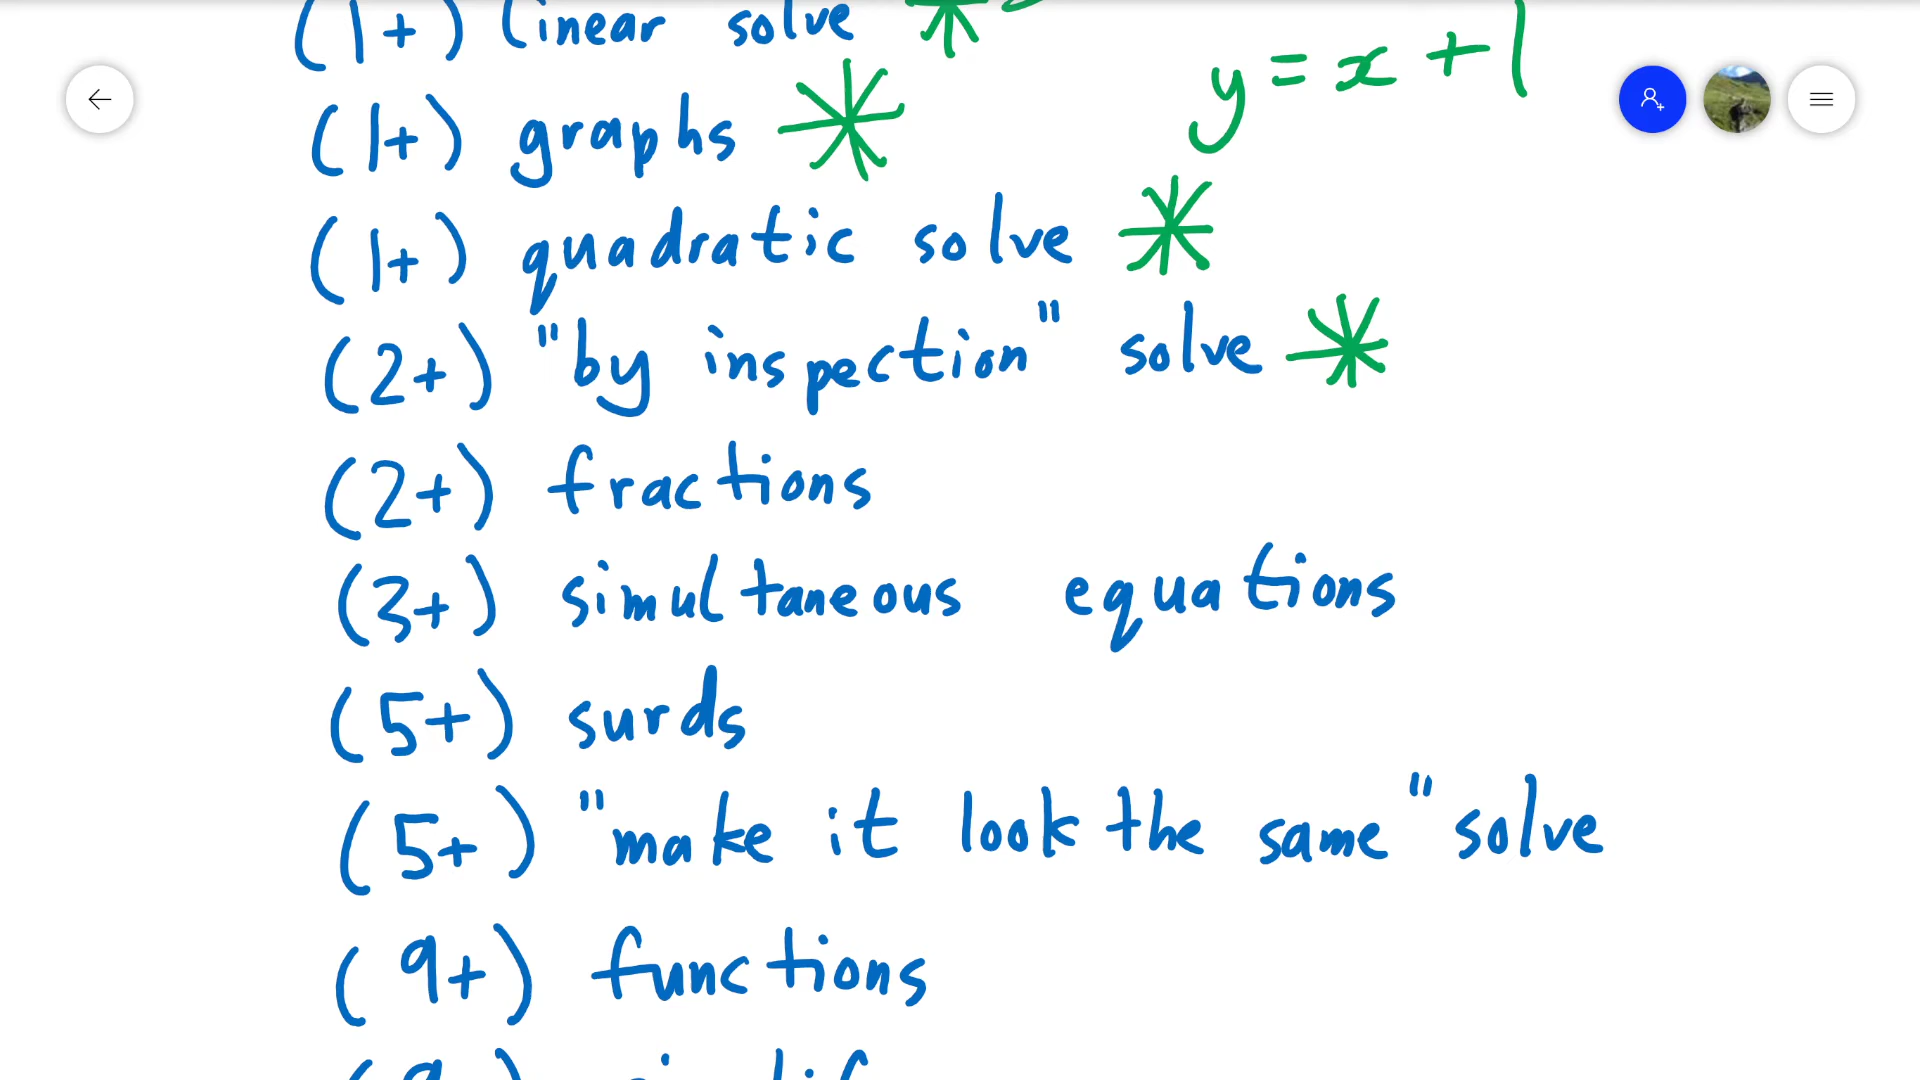 (1+) linear solve *
y = x + 1
(1+) graphs *
(1+) quadratic solve *
(2+) "by inspection" solve *
(2+) fractions
(3+) simultaneous equations
(5+) surds
(5+) "make it look the same" solve
(9+) functions